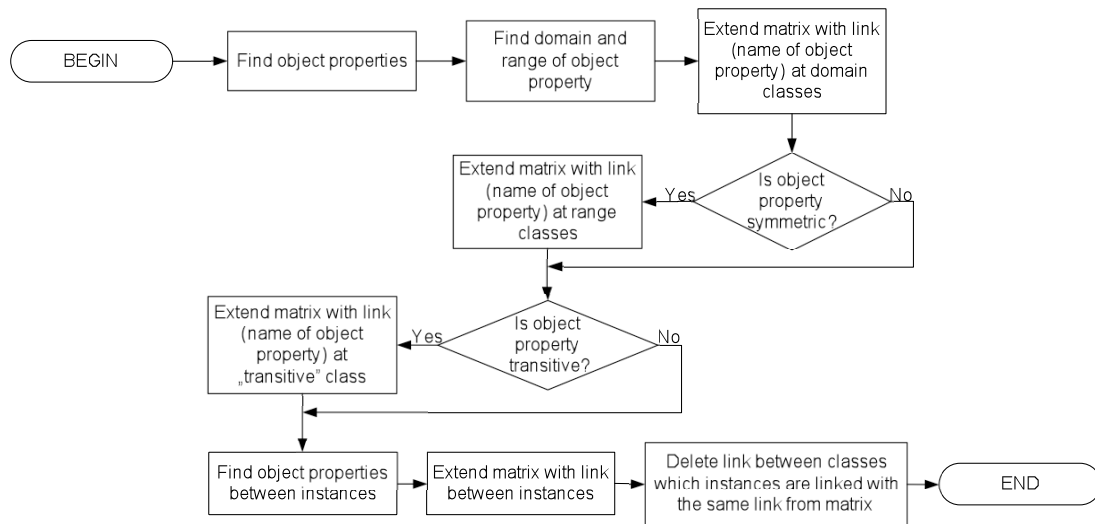 BEGIN
Find object properties
Find domain and
range of object
property
Extend matrix with link
(name of object
property) at domain
classes
Is object
property
symmetric?
Yes
No
Extend matrix with link
(name of object
property) at range
classes
Is object
property
transitive?
Yes
No
Extend matrix with link
(name of object
property) at
„transitive” class
Find object properties
between instances
Extend matrix with link
between instances
Delete link between classes
which instances are linked with
the same link from matrix
END